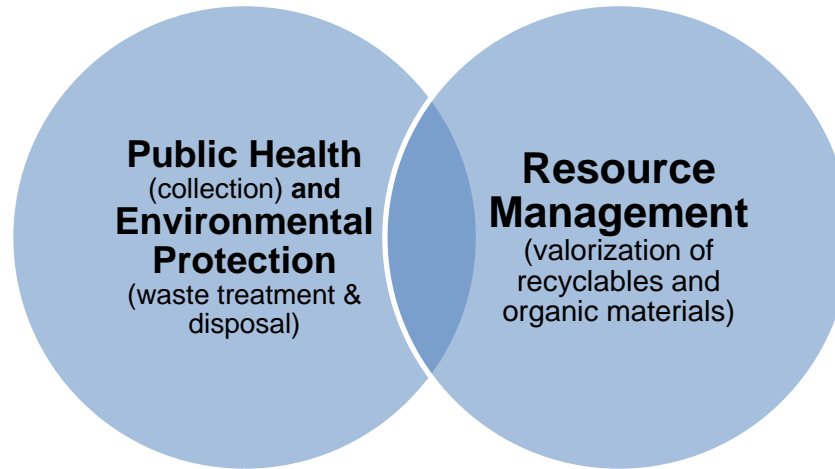 Public Health
(collection) and
Environmental
Protection
(waste treatment &
disposal)
Resource
Management
(valorization of
recyclables and
organic materials)